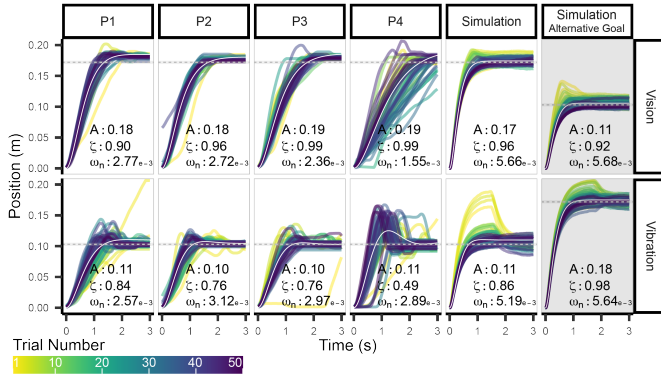 P1 P2 P3 P4 Simulation Simulation
Alternative Goal
Position (m)
0.20
0.15
0.10
0.05
0.00
A : 0.18
ζ : 0.90
ωn : 2.77e−3
A : 0.18
ζ : 0.96
ωn : 2.72e−3
A : 0.19
ζ : 0.99
ωn : 2.36e−3
A : 0.19
ζ : 0.99
ωn : 1.55e−3
A : 0.17
ζ : 0.96
ωn : 5.66e−3
A : 0.11
ζ : 0.92
ωn : 5.68e−3
Vision
0.20
0.15
0.10
0.05
0.00
A : 0.11
ζ : 0.84
ωn : 2.57e−3
A : 0.10
ζ : 0.76
ωn : 3.12e−3
A : 0.10
ζ : 0.76
ωn : 2.97e−3
A : 0.11
ζ : 0.49
ωn : 2.89e−3
A : 0.11
ζ : 0.86
ωn : 5.19e−3
A : 0.18
ζ : 0.98
ωn : 5.64e−3
Vibration
0 1 2 3 0 1 2 3 0 1 2 3 0 1 2 3 0 1 2 3 0 1 2 3
Trial Number
Time (s)
1 10 20 30 40 50